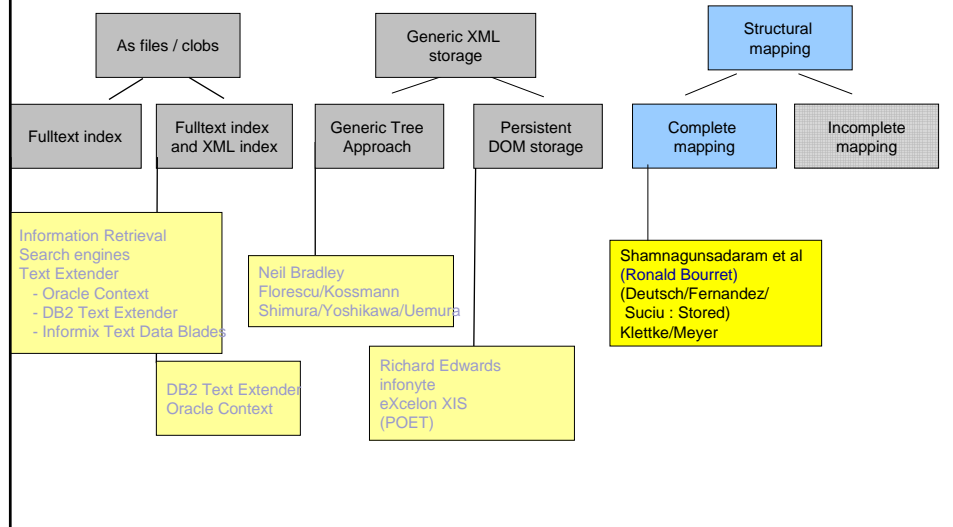 As files / clobs
Generic XML
storage
Structural
mapping
Fulltext index
Fulltext index
and XML index
Generic Tree
Approach
Persistent
DOM storage
Complete
mapping
Incomplete
mapping
Information Retrieval
Search engines
Text Extender
- Oracle Context
- DB2 Text Extender
- Informix Text Data Blades
Neil Bradley
Florescu/Kossmann
Shimura/Yoshikawa/Uemura
Shamnagunsadaram et al
(Ronald Bourret)
(Deutsch/Fernandez/
Suciu : Stored)
Klettke/Meyer
DB2 Text Extender
Oracle Context
Richard Edwards
infonyte
eXcelon XIS
(POET)